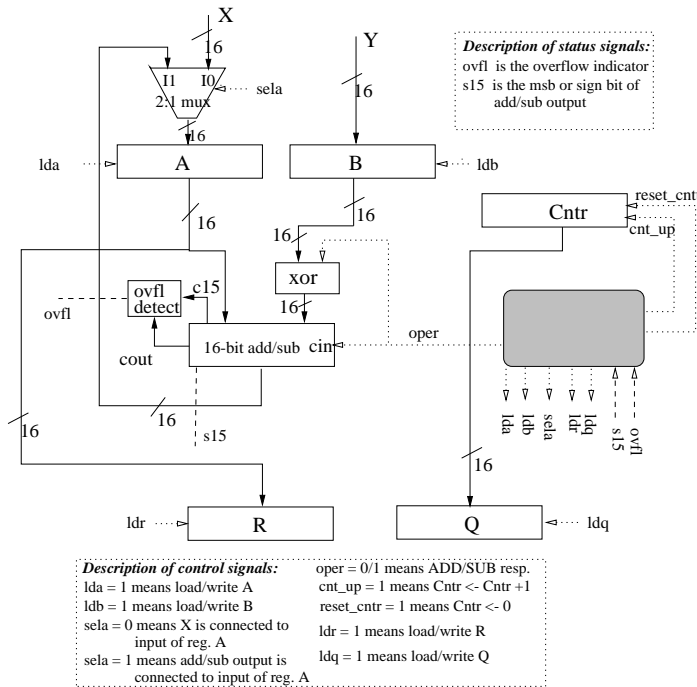 X
16
I1 I0
2:1 mux
sela
16
Y
16
Description of status signals:
ovfl is the overflow indicator
s15 is the msb or sign bit of
add/sub output
lda
A
B
ldb
16
16
16
xor
16
reset_cnt
Cntr
cnt_up
ovfl
detect
c15
ovfl
cout
16-bit add/sub
cin
oper
16
s15
16
lda
ldb
sela
ldr
ldq
s15
ovfl
16
ldr
R
Q
ldq
Description of control signals:
lda = 1 means load/write A
ldb = 1 means load/write B
sela = 0 means X is connected to
input of reg. A
sela = 1 means add/sub output is
connected to input of reg. A
oper = 0/1 means ADD/SUB resp.
cnt_up = 1 means Cntr <- Cntr +1
reset_cntr = 1 means Cntr <- 0
ldr = 1 means load/write R
ldq = 1 means load/write Q